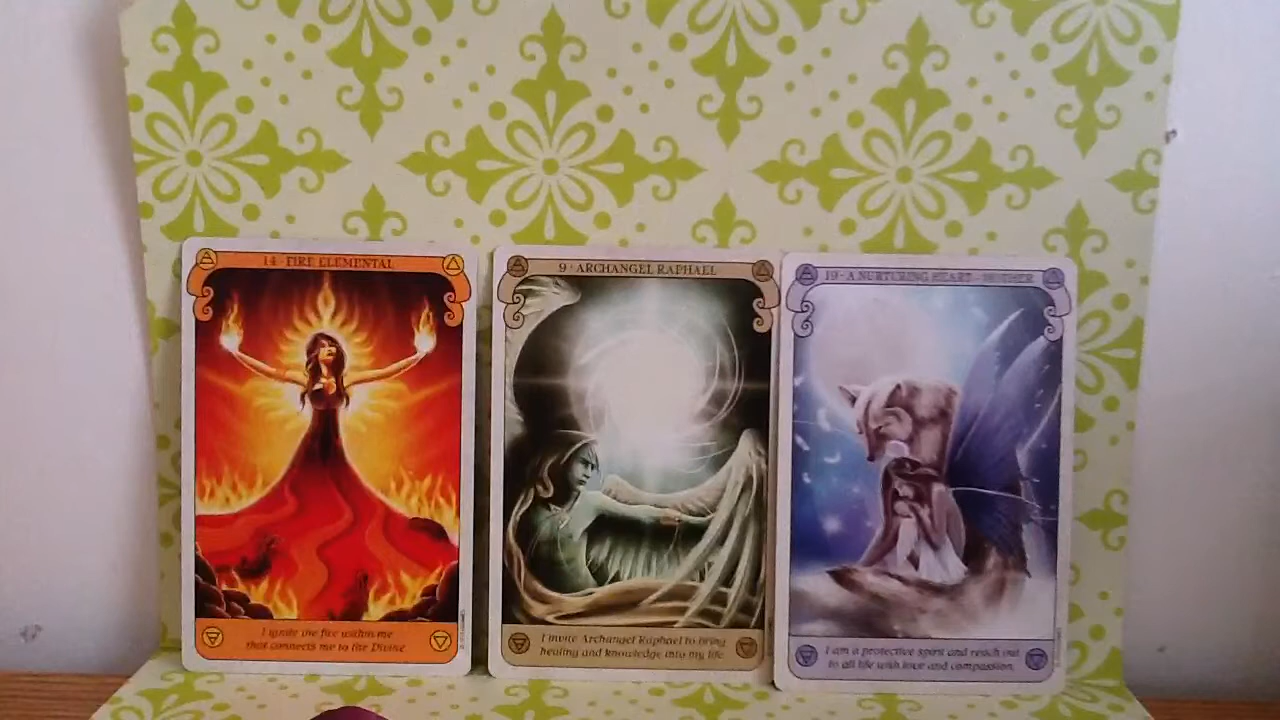 14 · FIRE ELEMENTAL
I ignite the fire within me
that connects me to the Divine
9 · ARCHANGEL RAPHAEL
I invite Archangel Raphael to bring
healing and knowledge into my life
19 · A NURTURING HEART - MOTHER
I am a protective spirit and reach out
to all life with love and compassion.